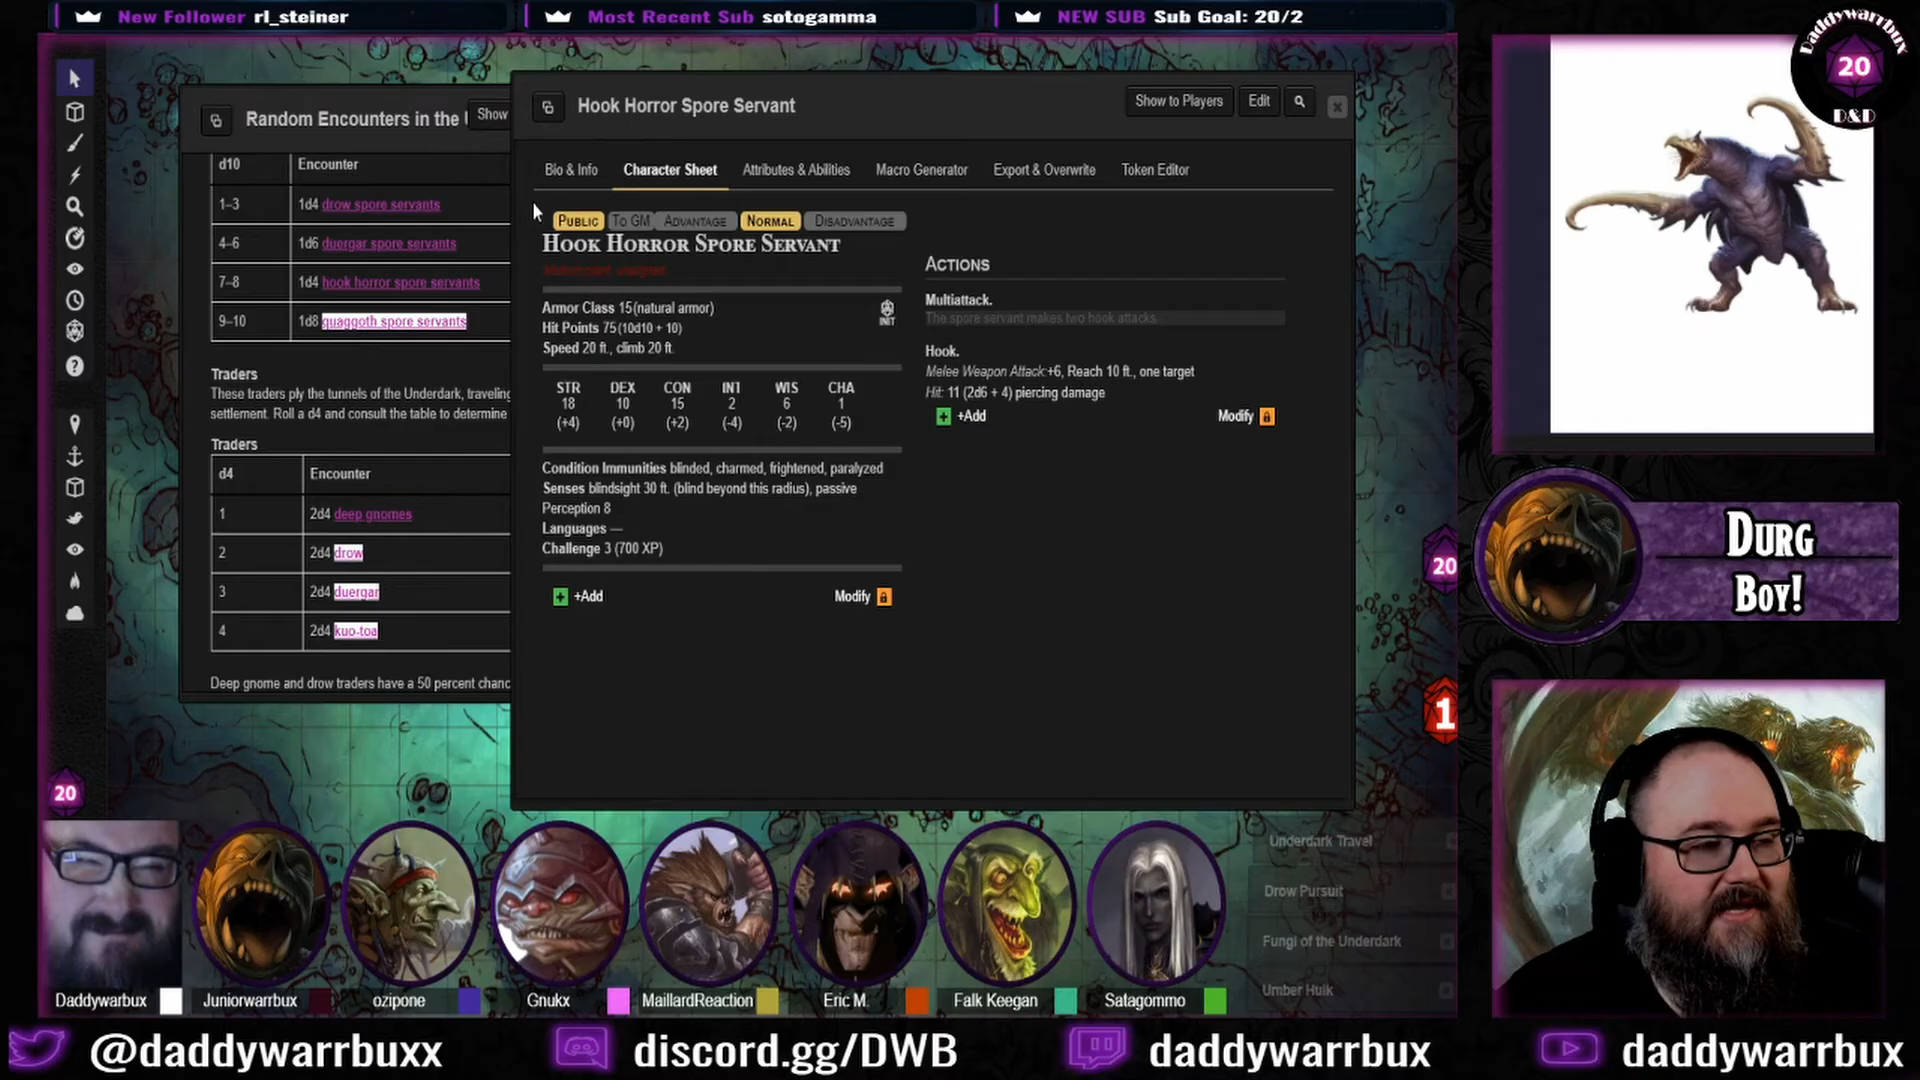 New Follower rl_steiner
Most Recent Sub sotogamma
NEW SUB Sub Goal: 20/2
Daddywarrbux
20
D&D
Random Encounters in the
Show
d10 Encounter
1–3 1d4 drow spore servants
4–6 1d6 duergar spore servants
7–8 1d4 hook horror spore servants
9–10 1d8 quaggoth spore servants
Traders
These traders ply the tunnels of the Underdark, traveling
settlement. Roll a d4 and consult the table to determine
Traders
d4 Encounter
1 2d4 deep gnomes
2 2d4 drow
3 2d4 duergar
4 2d4 kuo-toa
Deep gnome and drow traders have a 50 percent chanc
Hook Horror Spore Servant
Show to Players
Edit
Bio & Info
Character Sheet
Attributes & Abilities
Macro Generator
Export & Overwrite
Token Editor
PUBLIC To GM ADVANTAGE NORMAL DISADVANTAGE
HOOK HORROR SPORE SERVANT
Armor Class 15(natural armor)
INIT
Hit Points 75(10d10 + 10)
Speed 20 ft., climb 20 ft.
STR DEX CON INT WIS CHA
18 10 15 2 6 1
(+4) (+0) (+2) (-4) (-2) (-5)
Condition Immunities blinded, charmed, frightened, paralyzed
Senses blindsight 30 ft. (blind beyond this radius), passive
Perception 8
Languages —
Challenge 3 (700 XP)
+Add
Modify
ACTIONS
Multiattack.
The spore servant makes two hook attacks.
Hook.
Melee Weapon Attack:+6, Reach 10 ft., one target
Hit: 11 (2d6 + 4) piercing damage
+Add
Modify
20
1
20
DURG
BOY!
Underdark Travel
Drow Pursuit
Fungi of the Underdark
Umber Hulk
Daddywarbux
Juniorwarrbux
ozipone
Gnukx
MaillardReaction
Eric M.
Falk Keegan
Satagommo
@daddywarrbuxx
discord.gg/DWB
daddywarrbux
daddywarrbux